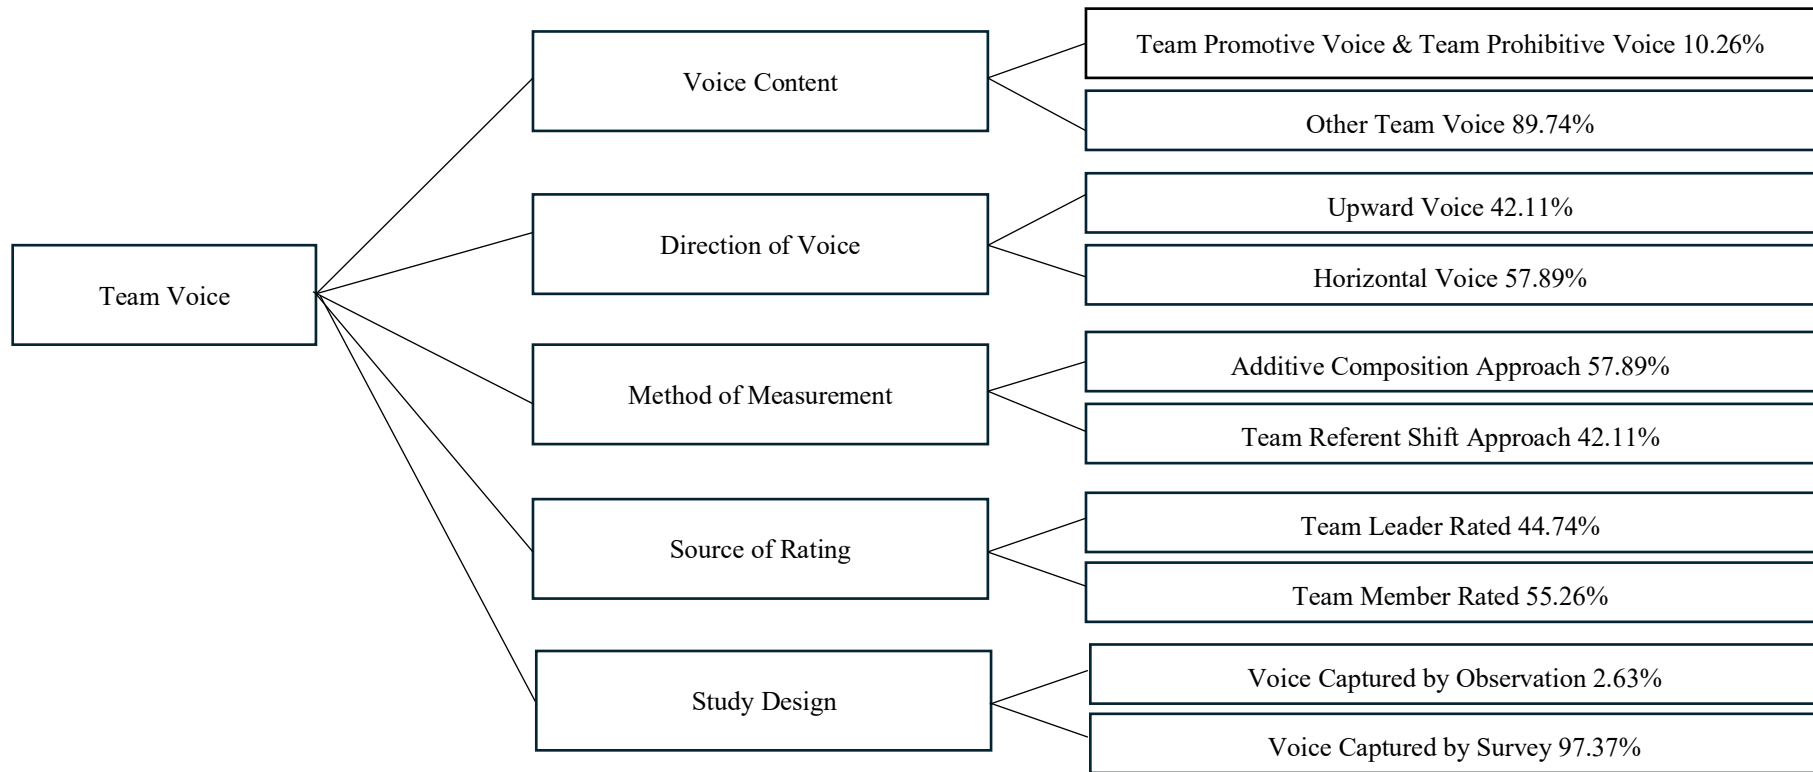 Team Voice
Voice Content
Team Promotive Voice & Team Prohibitive Voice 10.26%
Other Team Voice 89.74%
Direction of Voice
Upward Voice 42.11%
Horizontal Voice 57.89%
Method of Measurement
Additive Composition Approach 57.89%
Team Referent Shift Approach 42.11%
Source of Rating
Team Leader Rated 44.74%
Team Member Rated 55.26%
Study Design
Voice Captured by Observation 2.63%
Voice Captured by Survey 97.37%